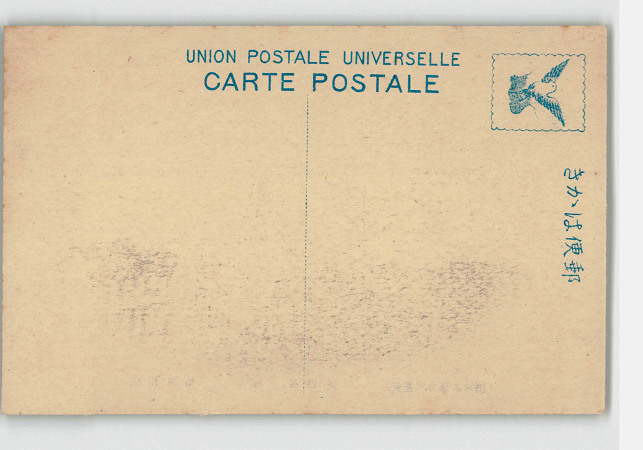 UNION POSTALE UNIVERSELLE
CARTE POSTALE
きかは便郵